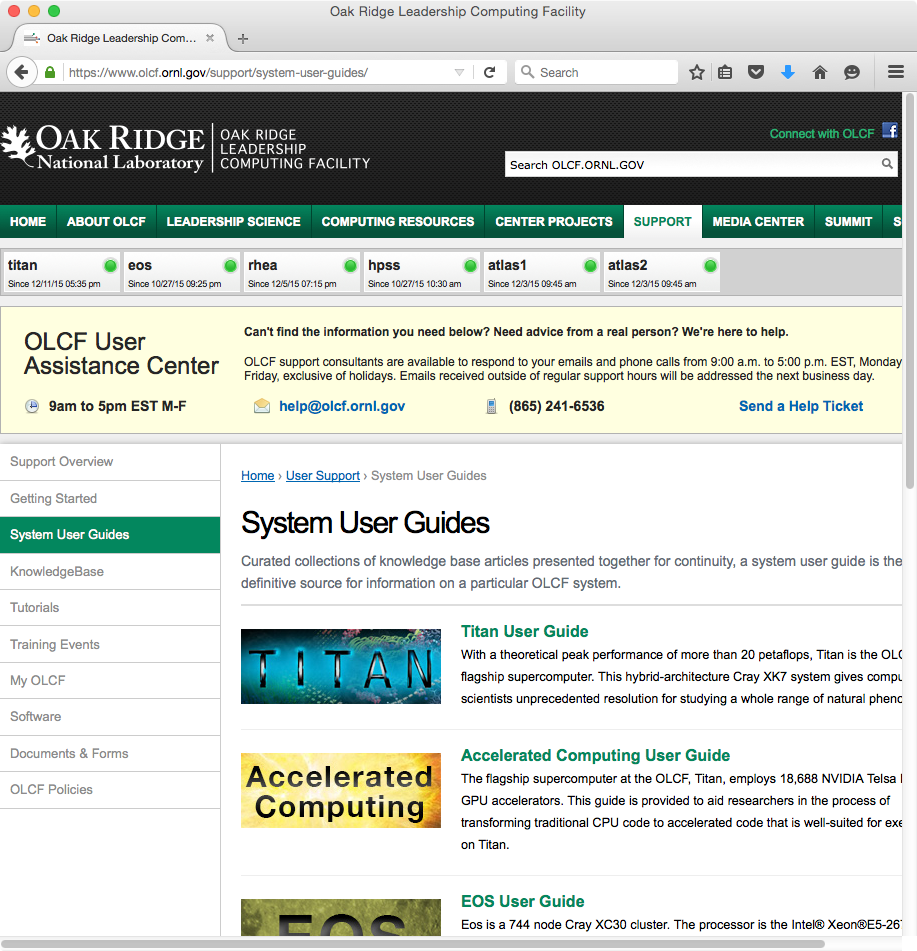 Oak Ridge Leadership Computing Facility
Oak Ridge Leadership Com...
https://www.olcf.ornl.gov/support/system-user-guides/
Search
OAK RIDGE
National Laboratory
OAK RIDGE
LEADERSHIP
COMPUTING FACILITY
Connect with OLCF
f
Search OLCF.ORNL.GOV
HOME ABOUT OLCF LEADERSHIP SCIENCE COMPUTING RESOURCES CENTER PROJECTS SUPPORT MEDIA CENTER SUMMIT S
titan eos rhea hpss atlas1 atlas2
Since 12/11/15 05:35 pm Since 10/27/15 09:25 pm Since 12/5/15 07:15 pm Since 10/27/15 10:30 am Since 12/3/15 09:45 am Since 12/3/15 09:45 am
OLCF User
Assistance Center
Can't find the information you need below? Need advice from a real person? We're here to help.
OLCF support consultants are available to respond to your emails and phone calls from 9:00 a.m. to 5:00 p.m. EST, Monday
Friday, exclusive of holidays. Emails received outside of regular support hours will be addressed the next business day.
9am to 5pm EST M-F help@olcf.ornl.gov (865) 241-6536 Send a Help Ticket
Support Overview
Getting Started
System User Guides
KnowledgeBase
Tutorials
Training Events
My OLCF
Software
Documents & Forms
OLCF Policies
Home › User Support › System User Guides
System User Guides
Curated collections of knowledge base articles presented together for continuity, a system user guide is the
definitive source for information on a particular OLCF system.
TITAN
Titan User Guide
With a theoretical peak performance of more than 20 petaflops, Titan is the OLC
flagship supercomputer. This hybrid-architecture Cray XK7 system gives compu
scientists unprecedented resolution for studying a whole range of natural pheno
Accelerated
Computing
Accelerated Computing User Guide
The flagship supercomputer at the OLCF, Titan, employs 18,688 NVIDIA Telsa
GPU accelerators. This guide is provided to aid researchers in the process of
transforming traditional CPU code to accelerated code that is well-suited for exe
on Titan.
EOS
EOS User Guide
Eos is a 744 node Cray XC30 cluster. The processor is the Intel® Xeon®E5-267